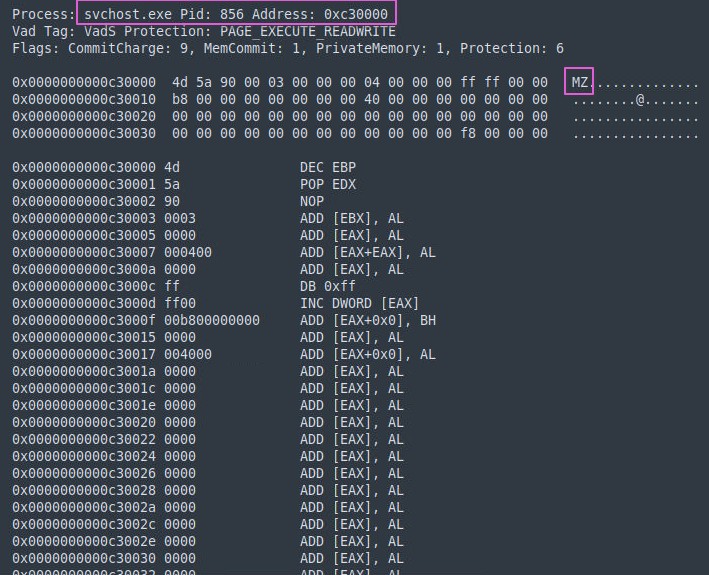 Process: svchost.exe Pid: 856 Address: 0xc30000
Vad Tag: VadS Protection: PAGE_EXECUTE_READWRITE
Flags: CommitCharge: 9, MemCommit: 1, PrivateMemory: 1, Protection: 6
0x0000000000c30000 4d 5a 90 00 03 00 00 00 04 00 00 00 ff ff 00 00 MZ..............
0x0000000000c30010 b8 00 00 00 00 00 00 00 40 00 00 00 00 00 00 00 ........@.......
0x0000000000c30020 00 00 00 00 00 00 00 00 00 00 00 00 00 00 00 00 ................
0x0000000000c30030 00 00 00 00 00 00 00 00 00 00 00 00 f8 00 00 00 ................
0x0000000000c30000 4d DEC EBP
0x0000000000c30001 5a POP EDX
0x0000000000c30002 90 NOP
0x0000000000c30003 0003 ADD [EBX], AL
0x0000000000c30005 0000 ADD [EAX], AL
0x0000000000c30007 000400 ADD [EAX+EAX], AL
0x0000000000c3000a 0000 ADD [EAX], AL
0x0000000000c3000c ff DB 0xff
0x0000000000c3000d ff00 INC DWORD [EAX]
0x0000000000c3000f 00b800000000 ADD [EAX+0x0], BH
0x0000000000c30015 0000 ADD [EAX], AL
0x0000000000c30017 004000 ADD [EAX+0x0], AL
0x0000000000c3001a 0000 ADD [EAX], AL
0x0000000000c3001c 0000 ADD [EAX], AL
0x0000000000c3001e 0000 ADD [EAX], AL
0x0000000000c30020 0000 ADD [EAX], AL
0x0000000000c30022 0000 ADD [EAX], AL
0x0000000000c30024 0000 ADD [EAX], AL
0x0000000000c30026 0000 ADD [EAX], AL
0x0000000000c30028 0000 ADD [EAX], AL
0x0000000000c3002a 0000 ADD [EAX], AL
0x0000000000c3002c 0000 ADD [EAX], AL
0x0000000000c3002e 0000 ADD [EAX], AL
0x0000000000c30030 0000 ADD [EAX], AL
0x0000000000c30032 0000 ADD [EAX], AL